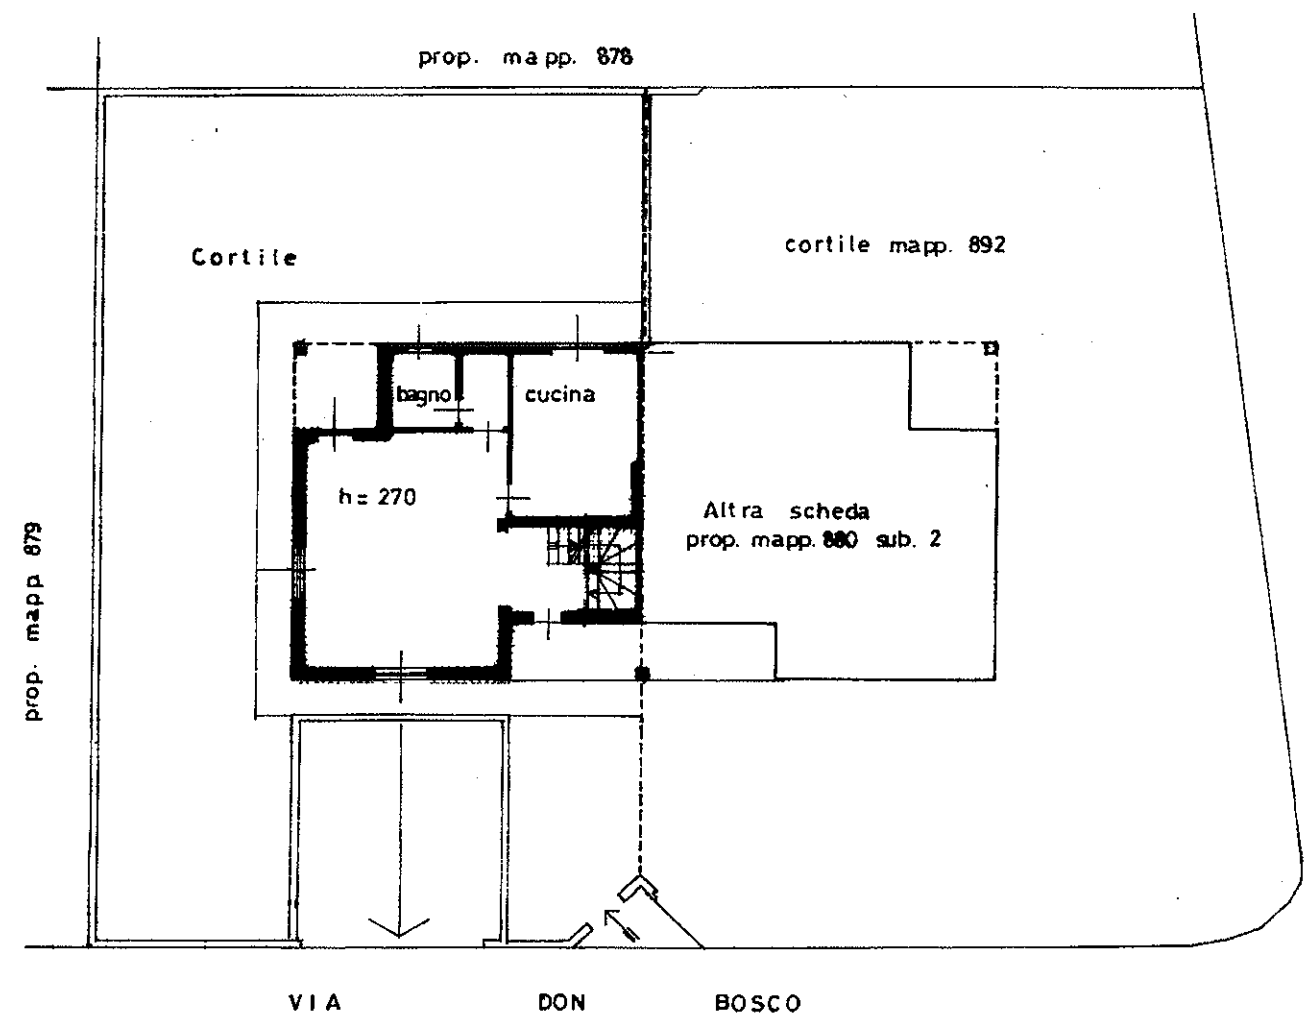 prop. mapp. 878
Cortile
cortile mapp. 892
bagno
cucina
h = 270
Altra scheda
prop. mapp. 880 sub. 2
prop. mapp 879
VIA DON BOSCO